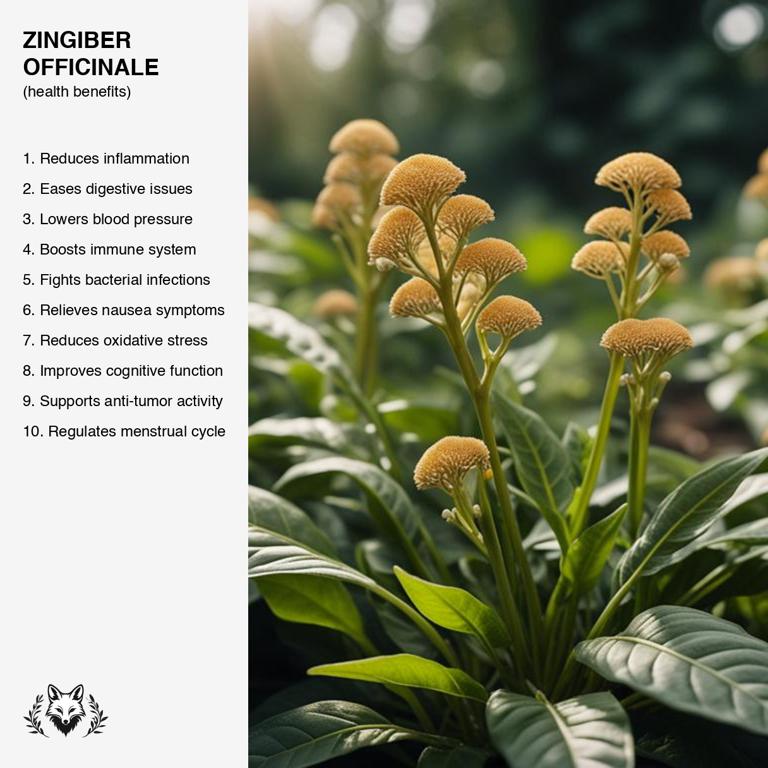 ZINGIBER
OFFICINALE
(health benefits)
1. Reduces inflammation
2. Eases digestive issues
3. Lowers blood pressure
4. Boosts immune system
5. Fights bacterial infections
6. Relieves nausea symptoms
7. Reduces oxidative stress
8. Improves cognitive function
9. Supports anti-tumor activity
10. Regulates menstrual cycle